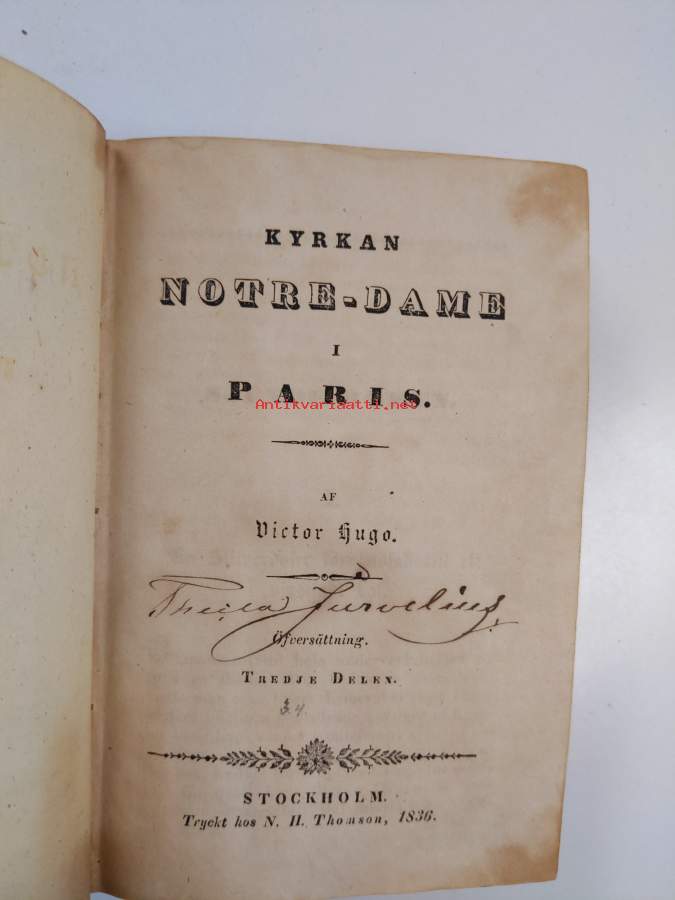 KYRKAN
NOTRE-DAME
I
PARIS.
Antikvariaatti.net
AF
Victor Hugo.
Öfversättning.
TREDJE DELEN.
STOCKHOLM.
Tryckt hos N. H. Thomson, 1836.